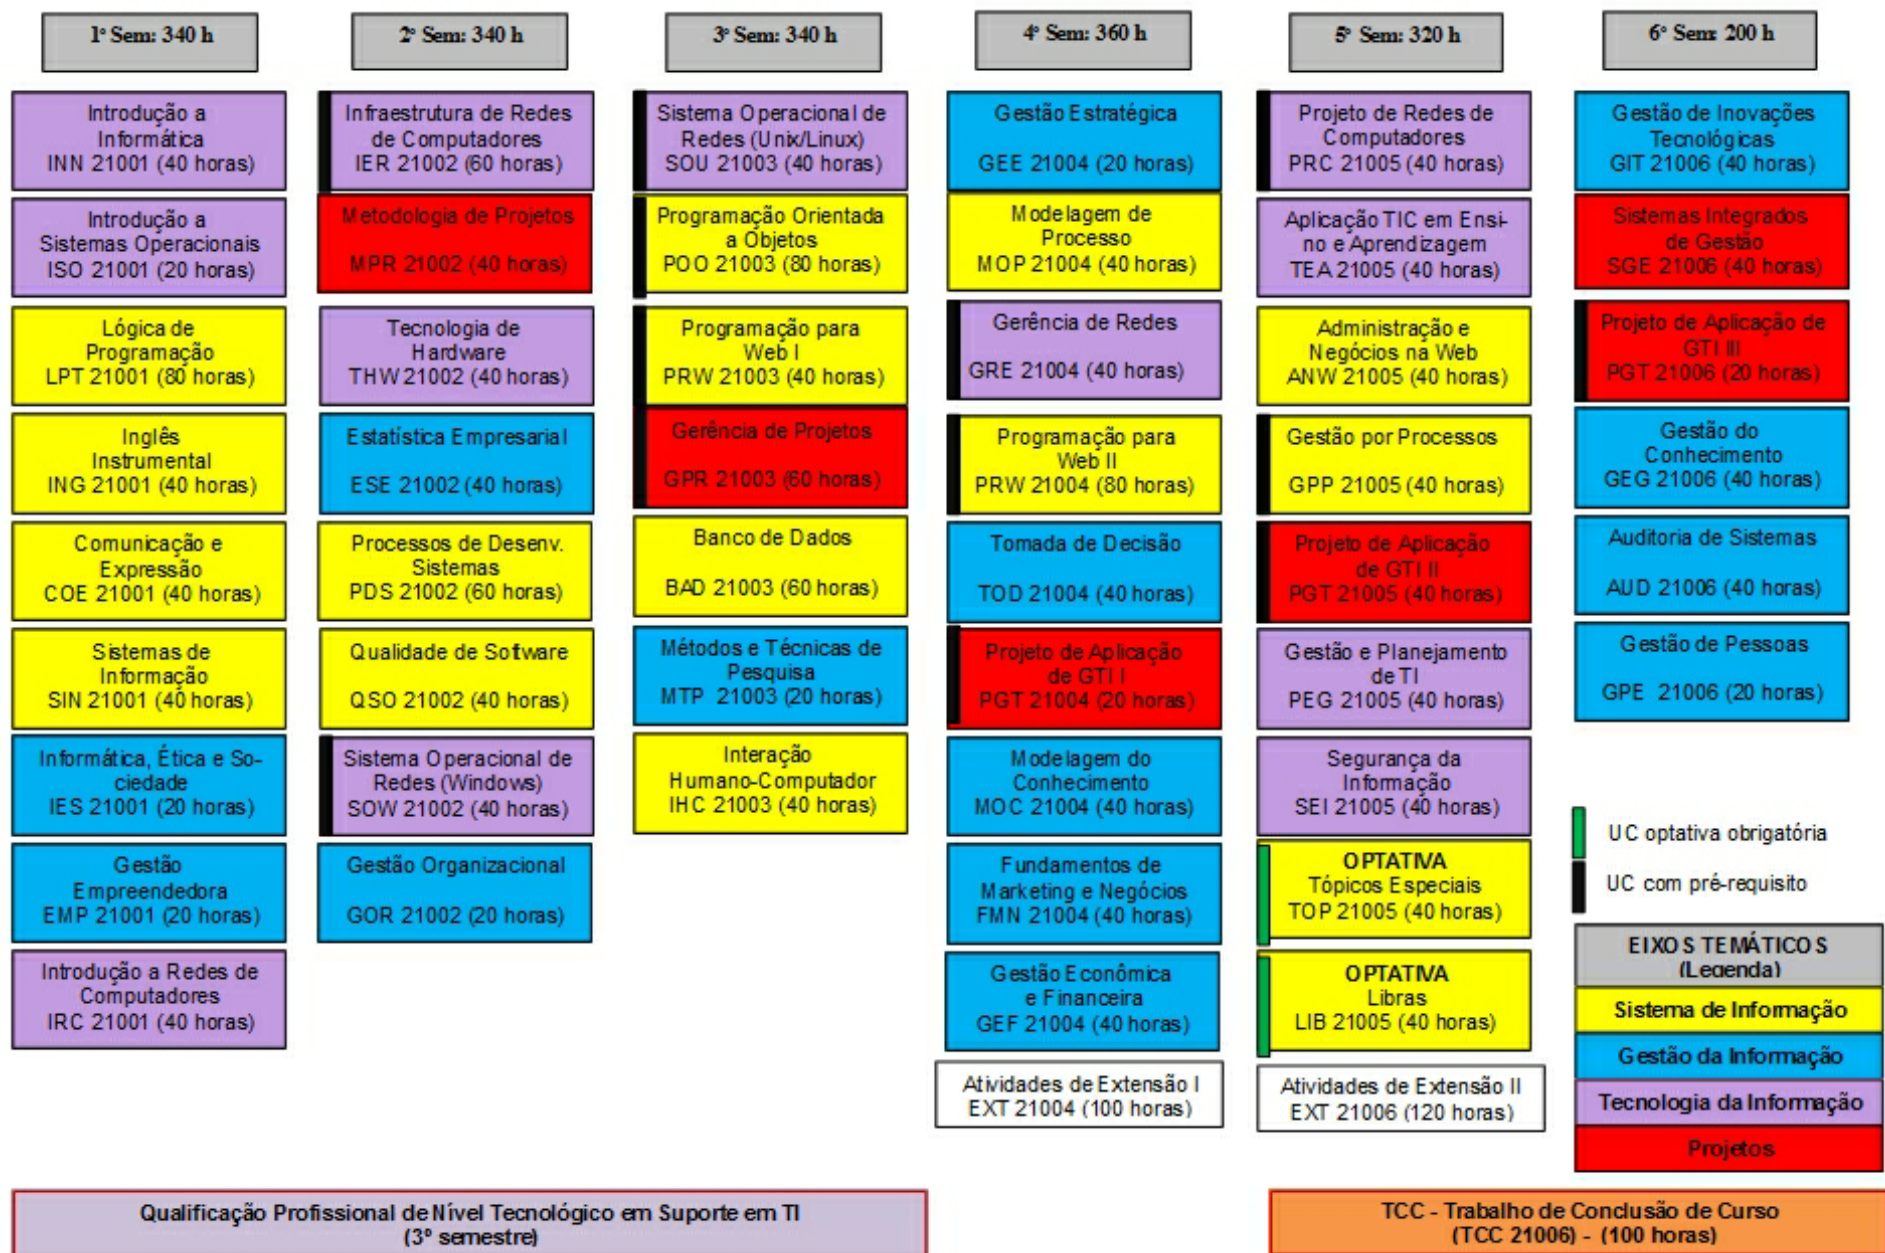 1º Sem: 340 h
Introdução a
Informática
INN 21001 (40 horas)
Introdução a
Sistemas Operacionais
ISO 21001 (20 horas)
Lógica de
Programação
LPT 21001 (80 horas)
Inglês
Instrumental
ING 21001 (40 horas)
Comunicação e
Expressão
COE 21001 (40 horas)
Sistemas de
Informação
SIN 21001 (40 horas)
Informática, Ética e So-
ciedade
IES 21001 (20 horas)
Gestão
Empreendedora
EMP 21001 (20 horas)
Introdução a Redes de
Computadores
IRC 21001 (40 horas)
2º Sem: 340 h
Infraestrutura de Redes
de Computadores
IER 21002 (60 horas)
Metodologia de Projetos
MPR 21002 (40 horas)
Tecnologia de
Hardware
THW 21002 (40 horas)
Estatística Empresarial
ESE 21002 (40 horas)
Processos de Desenv.
Sistemas
PDS 21002 (60 horas)
Qualidade de Software
QSO 21002 (40 horas)
Sistema Operacional de
Redes (Windows)
SOW 21002 (40 horas)
Gestão Organizacional
GOR 21002 (20 horas)
3º Sem: 340 h
Sistema Operacional de
Redes (Unix/Linux)
SOU 21003 (40 horas)
Programação Orientada
a Objetos
POO 21003 (80 horas)
Programação para
Web I
PRW 21003 (40 horas)
Gerência de Projetos
GPR 21003 (60 horas)
Banco de Dados
BAD 21003 (60 horas)
Métodos e Técnicas de
Pesquisa
MTP 21003 (20 horas)
Interação
Humano-Computador
IHC 21003 (40 horas)
4º Sem: 360 h
Gestão Estratégica
GEE 21004 (20 horas)
Modelagem de
Processo
MOP 21004 (40 horas)
Gerência de Redes
GRE 21004 (40 horas)
Programação para
Web II
PRW 21004 (80 horas)
Tomada de Decisão
TOD 21004 (40 horas)
Projeto de Aplicação
de GTI I
PGT 21004 (20 horas)
Modelagem do
Conhecimento
MOC 21004 (40 horas)
Fundamentos de
Marketing e Negócios
FMN 21004 (40 horas)
Gestão Econômica
e Financeira
GEF 21004 (40 horas)
Atividades de Extensão I
EXT 21004 (100 horas)
5º Sem: 320 h
Projeto de Redes de
Computadores
PRC 21005 (40 horas)
Aplicação TIC em Ensi-
no e Aprendizagem
TEA 21005 (40 horas)
Administração e
Negócios na Web
ANW 21005 (40 horas)
Gestão por Processos
GPP 21005 (40 horas)
Projeto de Aplicação
de GTI II
PGT 21005 (40 horas)
Gestão e Planejamento
de TI
PEG 21005 (40 horas)
Segurança da
Informação
SEI 21005 (40 horas)
OPTATIVA
Tópicos Especiais
TOP 21005 (40 horas)
OPTATIVA
Libras
LIB 21005 (40 horas)
Atividades de Extensão II
EXT 21006 (120 horas)
6º Sem: 200 h
Gestão de Inovações
Tecnológicas
GIT 21006 (40 horas)
Sistemas Integrados
de Gestão
SGE 21006 (40 horas)
Projeto de Aplicação de
GTI III
PGT 21006 (20 horas)
Gestão do
Conhecimento
GEG 21006 (40 horas)
Auditoria de Sistemas
AUD 21006 (40 horas)
Gestão de Pessoas
GPE 21006 (20 horas)
UC optativa obrigatória
UC com pré-requisito
EIXOS TEMÁTICOS
(Legenda)
Sistema de Informação
Gestão da Informação
Tecnologia da Informação
Projetos
Qualificação Profissional de Nível Tecnológico em Suporte em TI
(3º semestre)
TCC - Trabalho de Conclusão de Curso
(TCC 21006) - (100 horas)